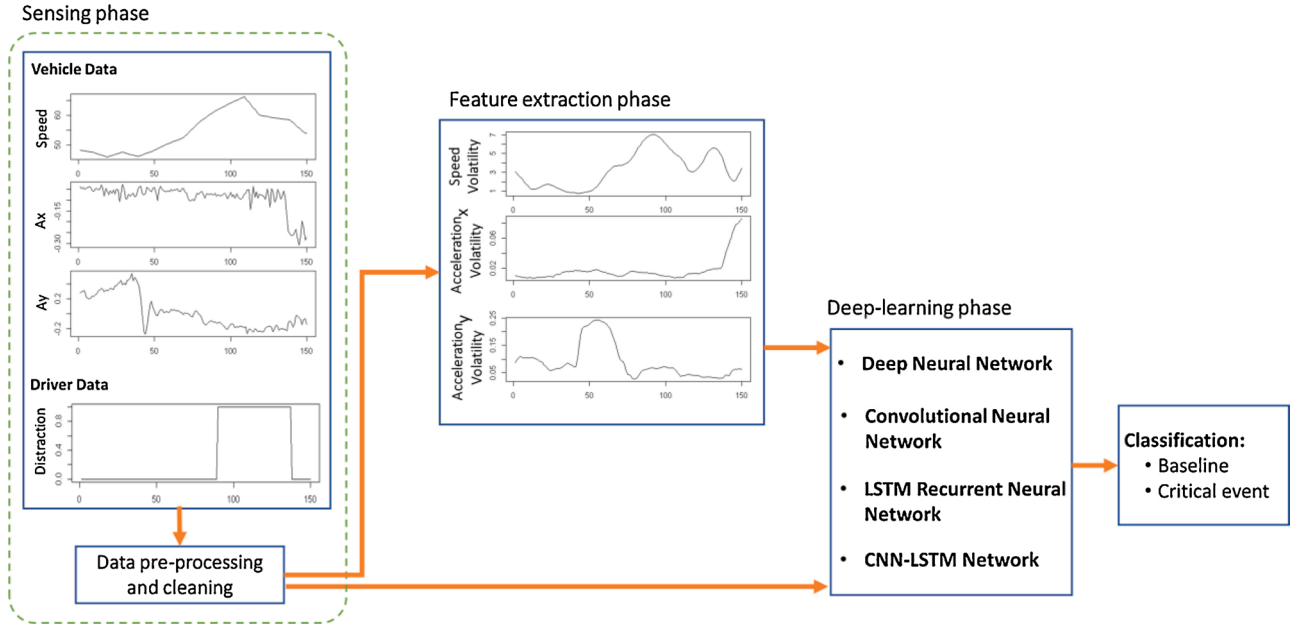 Sensing phase
Vehicle Data
Speed
60
50
0
50
100
150
Ax
-0.15
-0.30
0
50
100
150
Ay
0.2
-0.2
0
50
100
150
Driver Data
Distraction
0.8
0.4
0.0
0
50
100
150
Data pre-processing
and cleaning
Feature extraction phase
Speed
Volatility
7
5
3
1
0
50
100
150
Accelerationx
Volatility
0.06
0.02
0
50
100
150
Accelerationy
Volatility
0.25
0.15
0.05
0
50
100
150
Deep-learning phase
• Deep Neural Network
• Convolutional Neural
Network
• LSTM Recurrent Neural
Network
• CNN-LSTM Network
Classification:
• Baseline
• Critical event